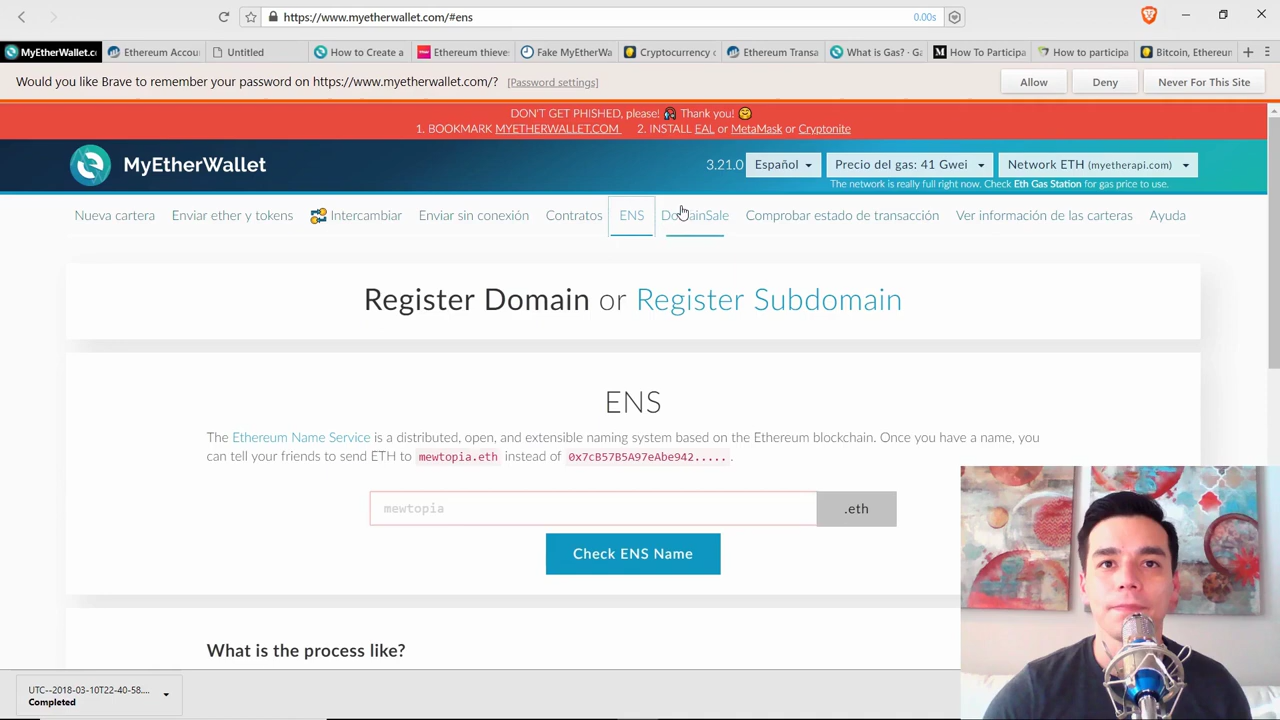 https://www.myetherwallet.com/#ens
0.00s
MyEtherWallet.c
Ethereum Accou
Untitled
How to Create a
Ethereum thieve
Fake MyEtherWa
Cryptocurrency
Ethereum Transa
What is Gas? - G
How To Participa
How to participa
Bitcoin, Ethereum
Would you like Brave to remember your password on https://www.myetherwallet.com/? [Password settings]
Allow
Deny
Never For This Site
DON'T GET PHISHED, please! Thank you!
1. BOOKMARK MYETHERWALLET.COM 2. INSTALL EAL or MetaMask or Cryptonite
MyEtherWallet
3.21.0
Español
Precio del gas: 41 Gwei
Network ETH (myetherapi.com)
The network is really full right now. Check Eth Gas Station for gas price to use.
Nueva cartera
Enviar ether y tokens
Intercambiar
Enviar sin conexión
Contratos
ENS
DomainSale
Comprobar estado de transacción
Ver información de las carteras
Ayuda
Register Domain or Register Subdomain
ENS
The Ethereum Name Service is a distributed, open, and extensible naming system based on the Ethereum blockchain. Once you have a name, you
can tell your friends to send ETH to mewtopia.eth instead of 0x7cB57B5A97eAbe942..... .
mewtopia
.eth
Check ENS Name
What is the process like?
UTC--2018-03-10T22-40-58....
Completed